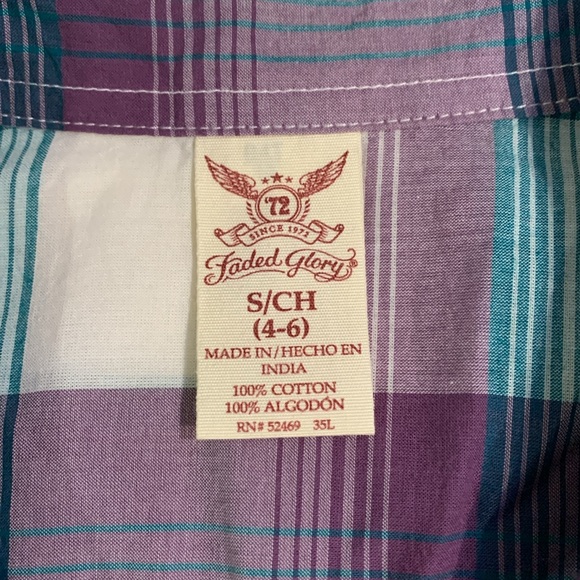 '72
SINCE 1972
Faded Glory®
S/CH
(4-6)
MADE IN/HECHO EN
INDIA
100% COTTON
100% ALGODÓN
RN# 52469 35L